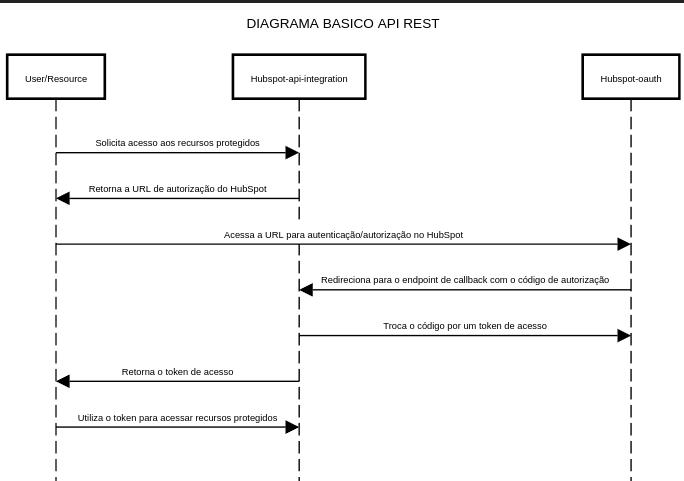 DIAGRAMA BASICO API REST
User/Resource
Hubspot-api-integration
Hubspot-oauth
Solicita acesso aos recursos protegidos
Retorna a URL de autorização do HubSpot
Acessa a URL para autenticação/autorização no HubSpot
Redireciona para o endpoint de callback com o código de autorização
Troca o código por um token de acesso
Retorna o token de acesso
Utiliza o token para acessar recursos protegidos